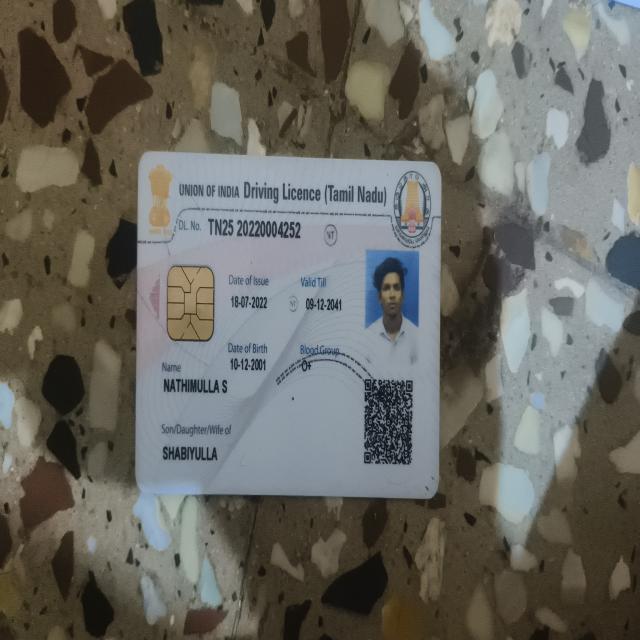 UNION OF INDIA Driving Licence (Tamil Nadu)
DL. No. TN25 20220004252
Date of Issue Valid Till
18-07-2022 09-12-2041
Date of Birth Blood Group
10-12-2001 O+
Name
NATHIMULLA S
Son/Daughter/Wife of
SHABIYULLA